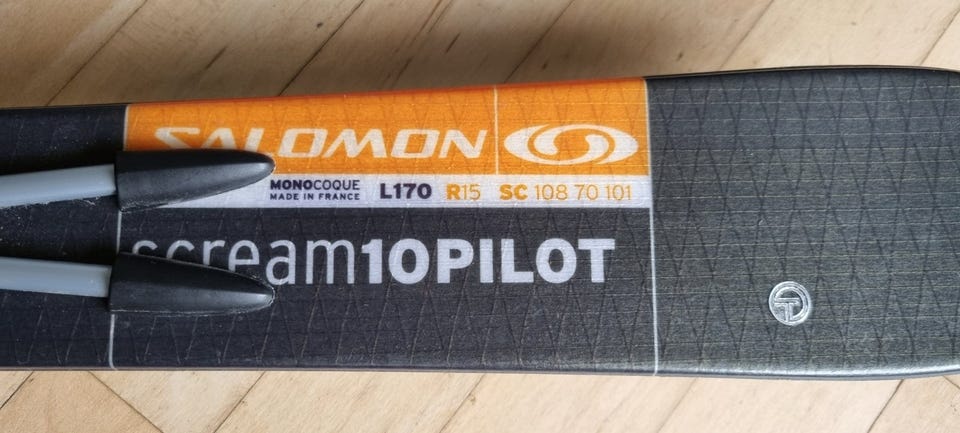 SALOMON
MONOCOQUE
MADE IN FRANCE
L170 R15 SC 108 70 101
scream10PILOT